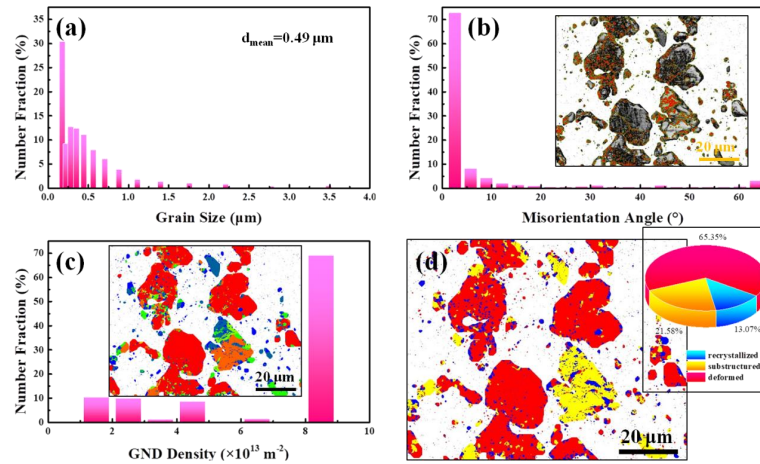 (a)
d_mean=0.49 μm
Number Fraction (%)
35
30
25
20
15
10
5
0
0.0 0.5 1.0 1.5 2.0 2.5 3.0 3.5 4.0
Grain Size (μm)
(b)
20 μm
Number Fraction (%)
70
60
50
40
30
20
10
0
0 10 20 30 40 50 60
Misorientation Angle (°)
(c)
20 μm
Number Fraction (%)
70
60
50
40
30
20
10
0
0 2 4 6 8 10
GND Density (×10¹³ m⁻²)
(d)
65.35%
21.58%
13.07%
recrystallized
substructured
deformed
20 μm